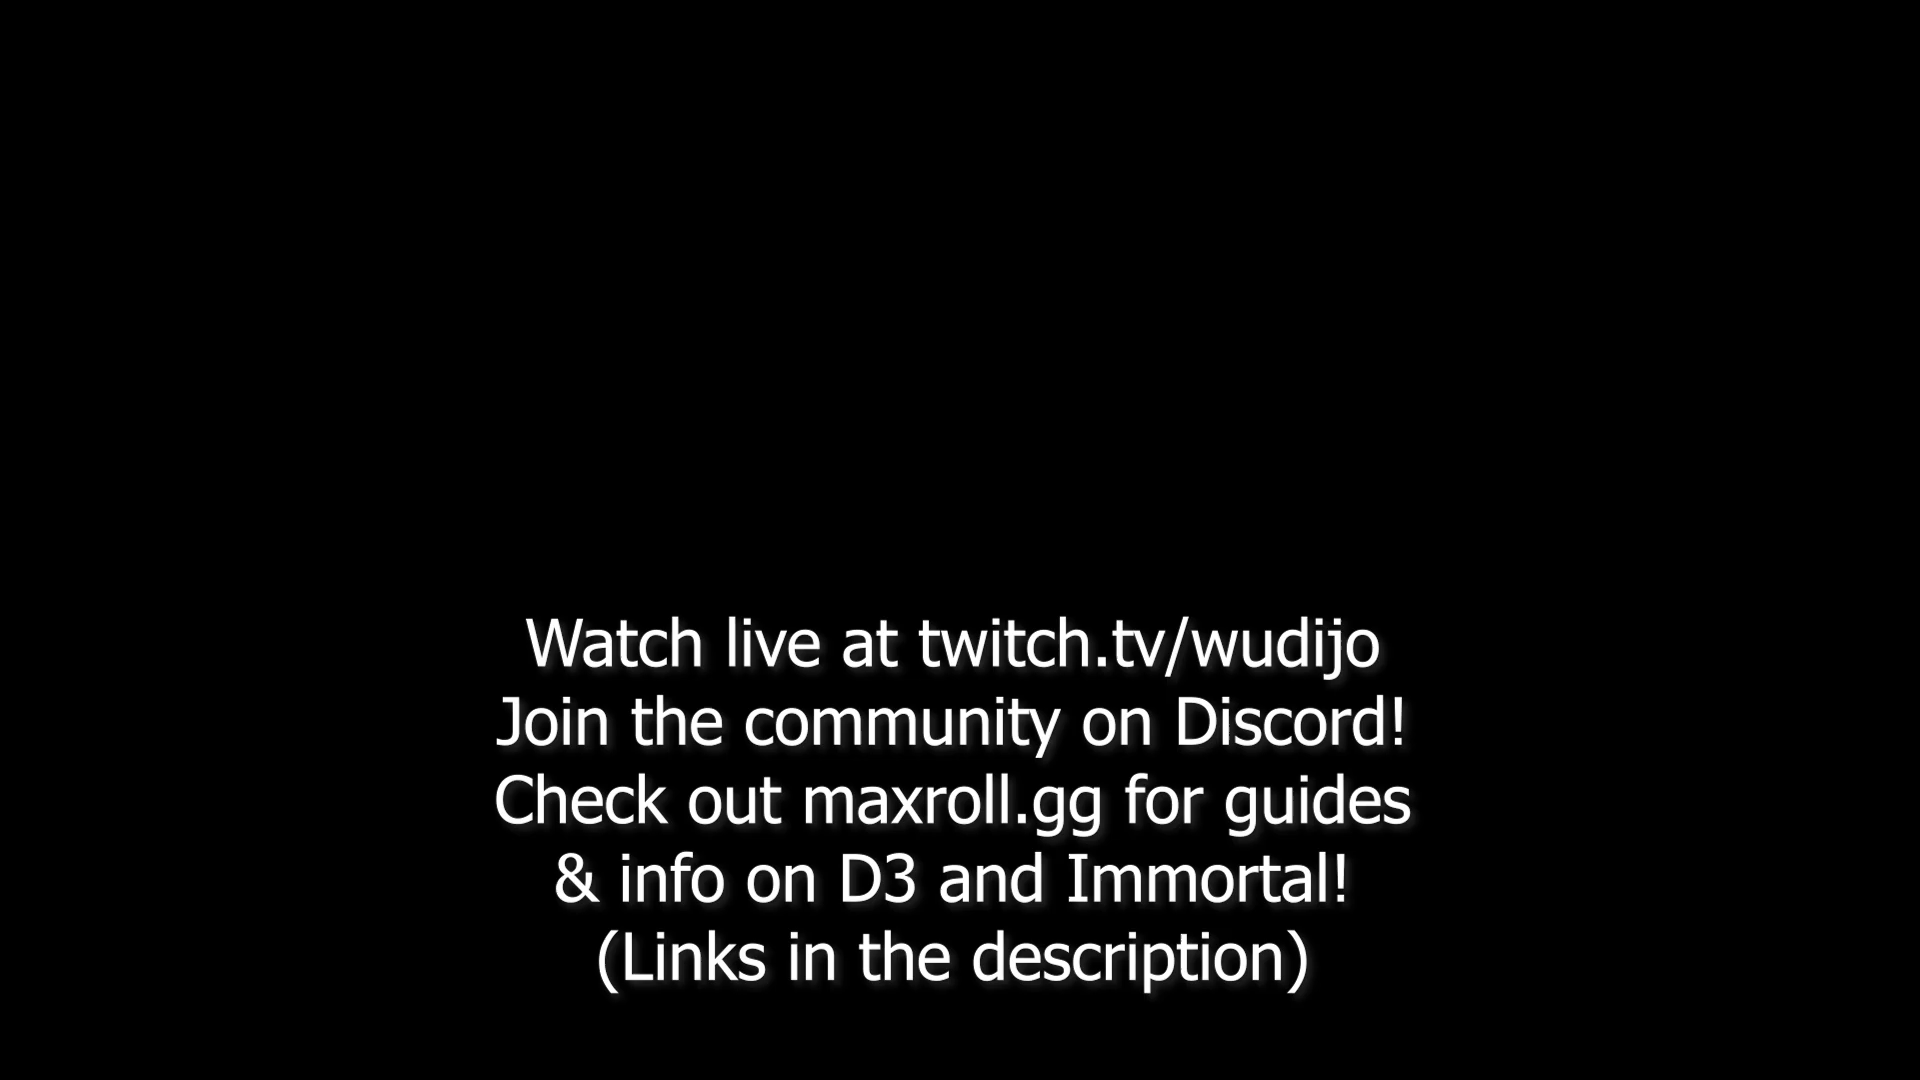 Watch live at twitch.tv/wudijo
Join the community on Discord!
Check out maxroll.gg for guides
& info on D3 and Immortal!
(Links in the description)